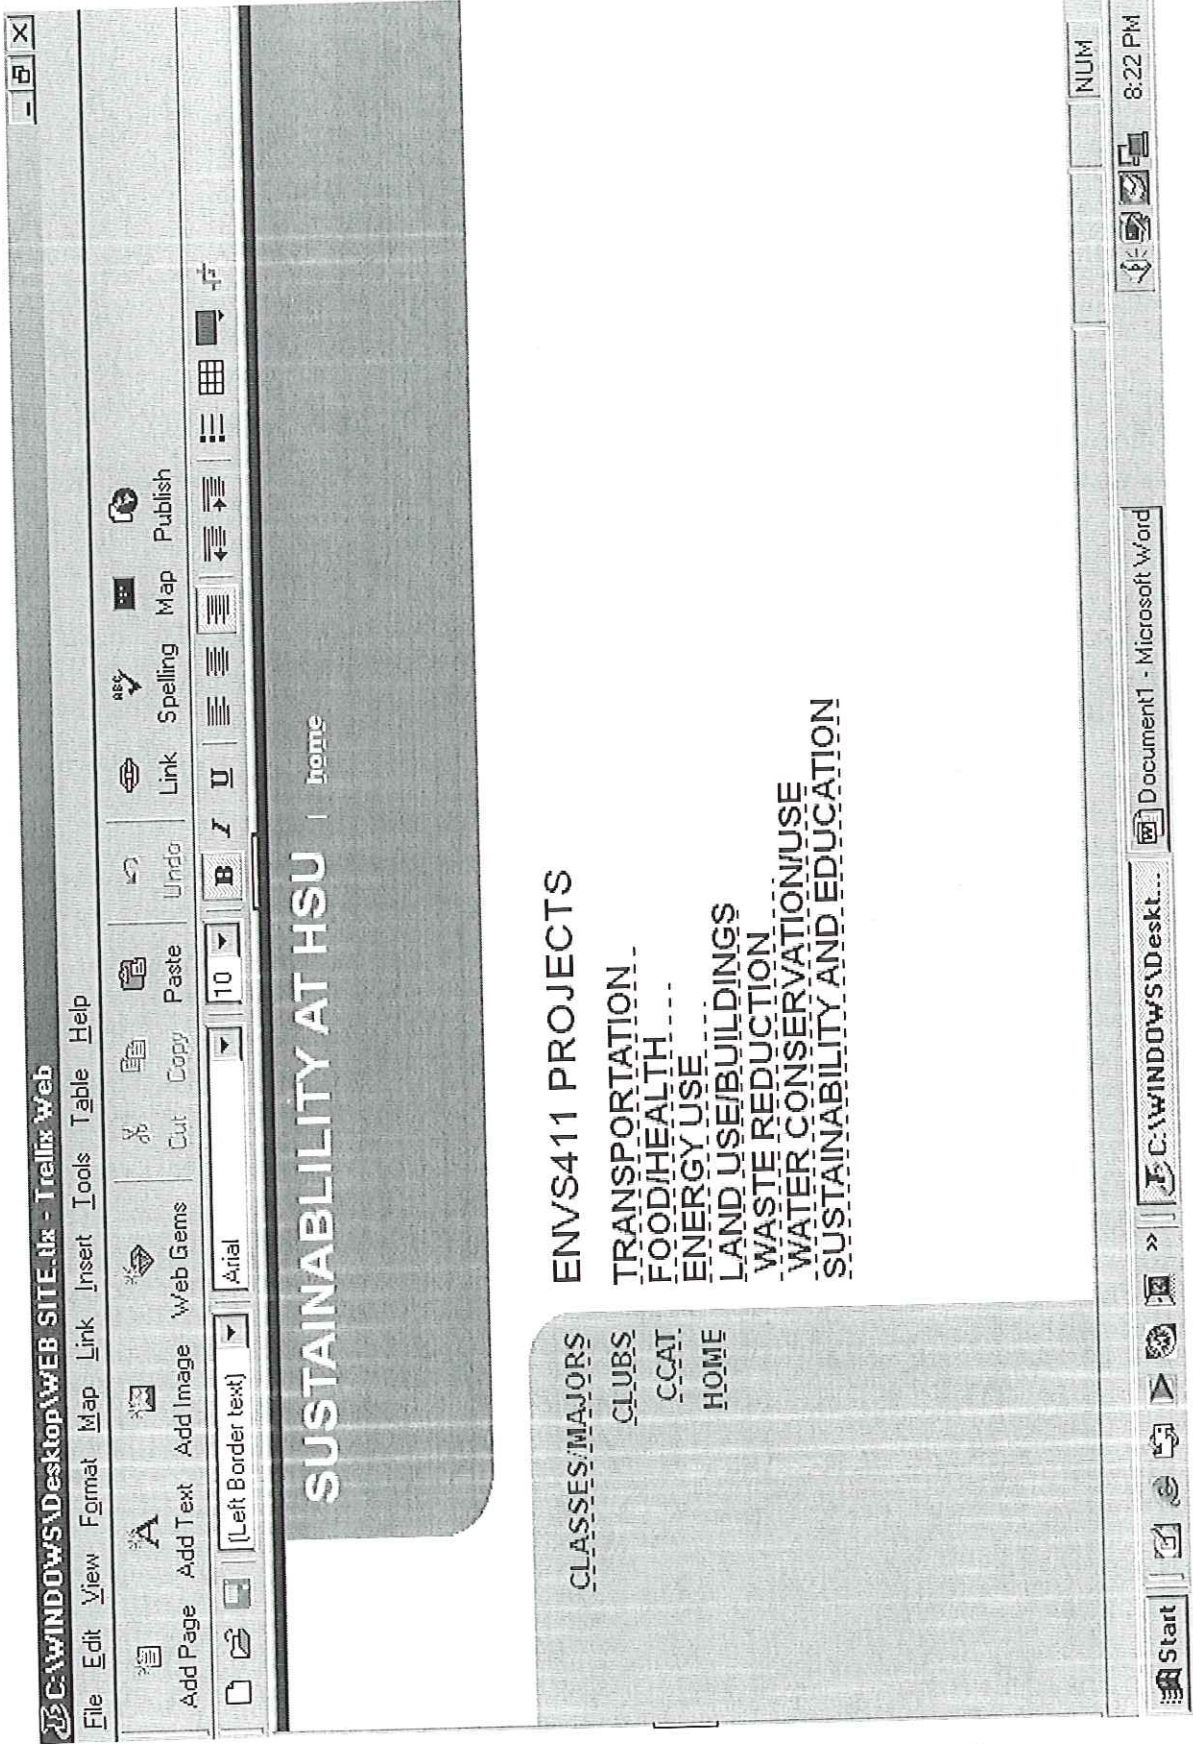 C:\WINDOWS\Desktop\WEB SITE.tlx - Trellix Web
File Edit View Format Map Link Insert Tools Table Help
Add Page Add Text Add Image Web Gems Cut Copy Paste Undo Link Spelling Map Publish
[Left Border text] Arial 10 B I U
SUSTAINABLILITY AT HSU | home
ENVS411 PROJECTS
CLASSES/MAJORS
CLUBS
CCAT
HOME
TRANSPORTATION
FOOD/HEALTH
ENERGY USE
LAND USE/BUILDINGS
WASTE REDUCTION
WATER CONSERVATION/USE
SUSTAINABILITY AND EDUCATION
NUM
Start » C:\WINDOWS\Deskt... Document1 - Microsoft Word 8:22 PM